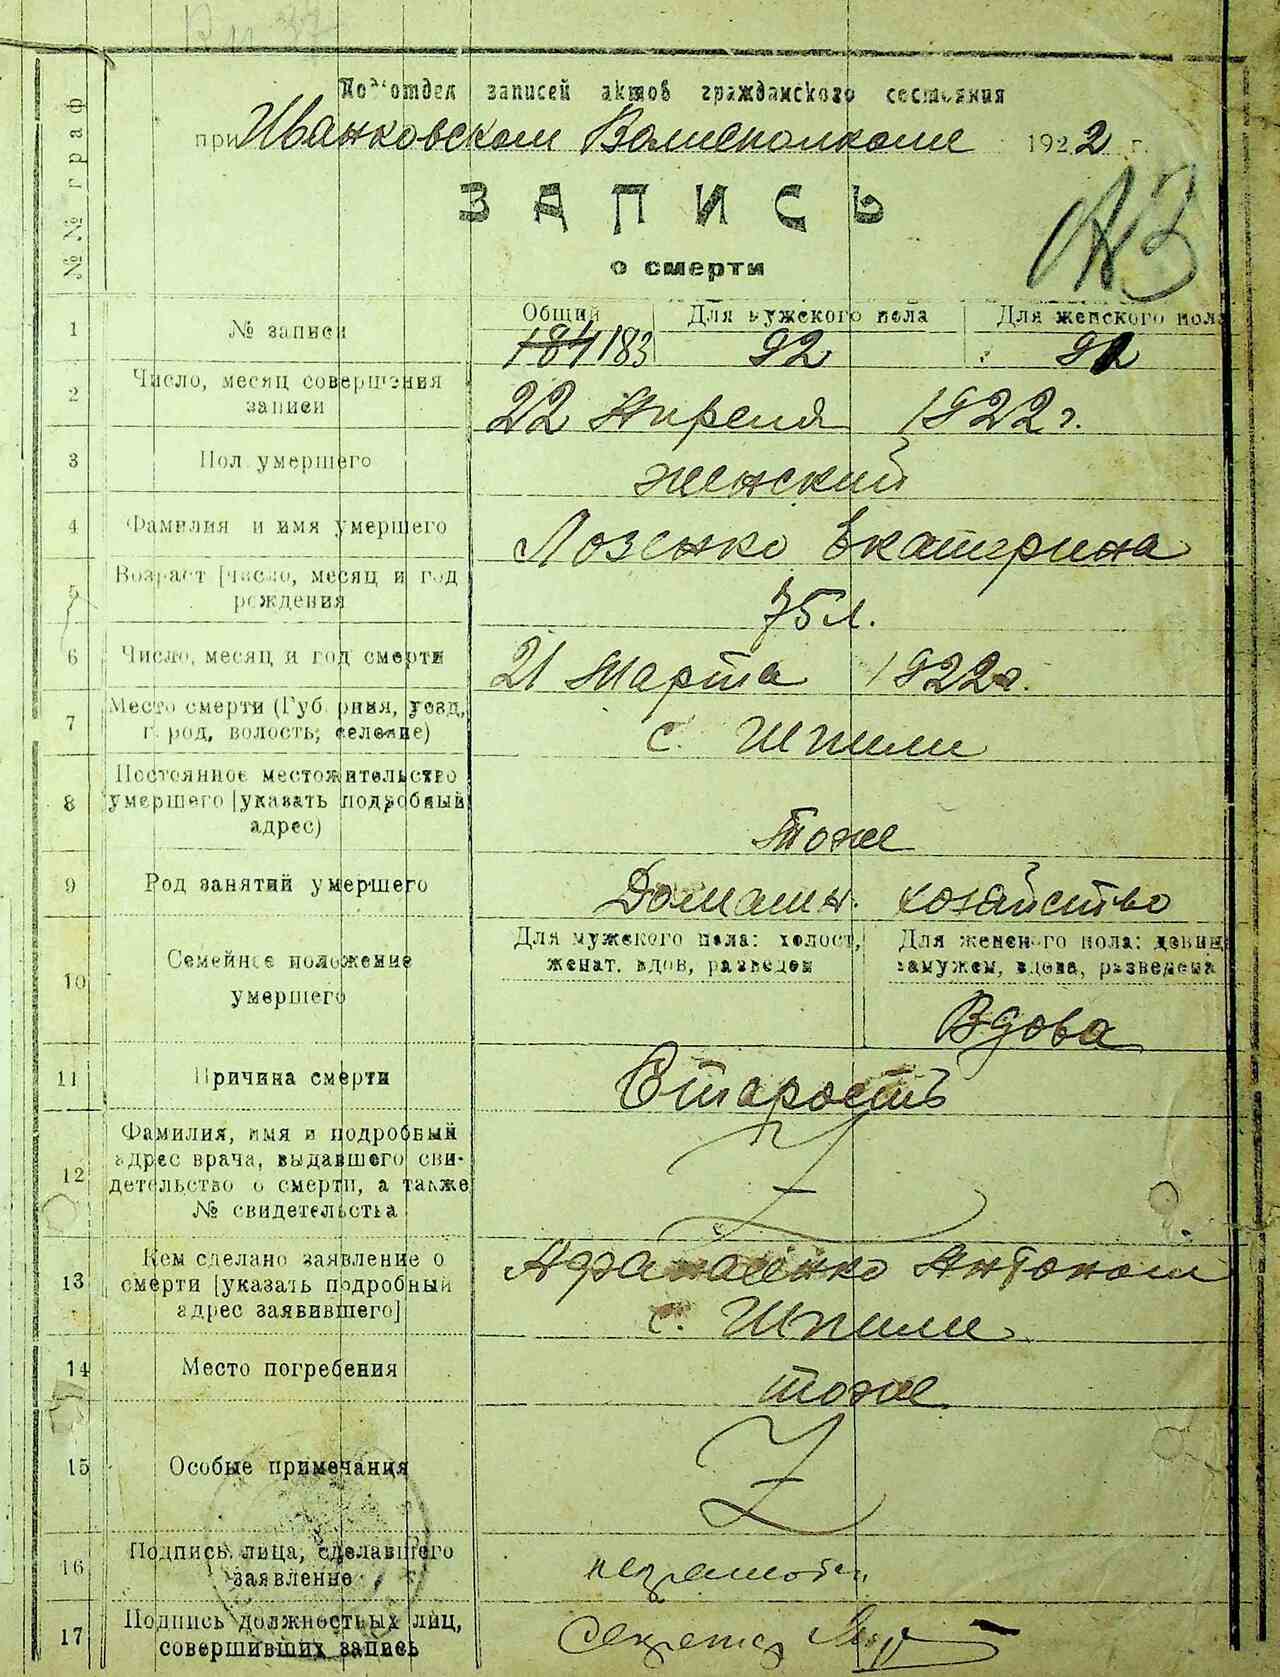 Подотдел записей актов гражданского состояния
при Иванковском Волисполкоме 1922 г.
ЗАПИСЬ
о смерти
№№ граф
Общий Для мужского пола Для женского пола
1 № записи 184 183 92
2 Число, месяц совершения
записи 22 Апреля 1922 г.
3 Пол умершего женский
4 Фамилия и имя умершего Лозенко Екатерина
5 Возраст [число, месяц и год
рождения 75 л.
6 Число, месяц и год смерти 21 Марта 1922 г.
7 Место смерти (Губерния, уезд,
город, волость, селение) с. Шпили
8 Постоянное местожительство
умершего [указать подробный
адрес) тоже
9 Род занятий умершего Домашн. хозяйство
10 Семейное положение
умершего
Для мужского пола: холост,
женат, вдов, разведен
Для женского пола: девиц
замужем, вдова, разведена
Вдова
11 Причина смерти Старость
12 Фамилия, имя и подробный
адрес врача, выдавшего сви-
детельство о смерти, а также
№ свидетельства
13 Кем сделано заявление о
смерти [указать подробный
адрес заявившего]
Афанасенко Антоном
с. Шпили
14 Место погребения тоже
15 Особые примечания
16 Подпись лица, сделавшего
заявление неграмотен
17 Подпись должностных лиц,
совершивших запись